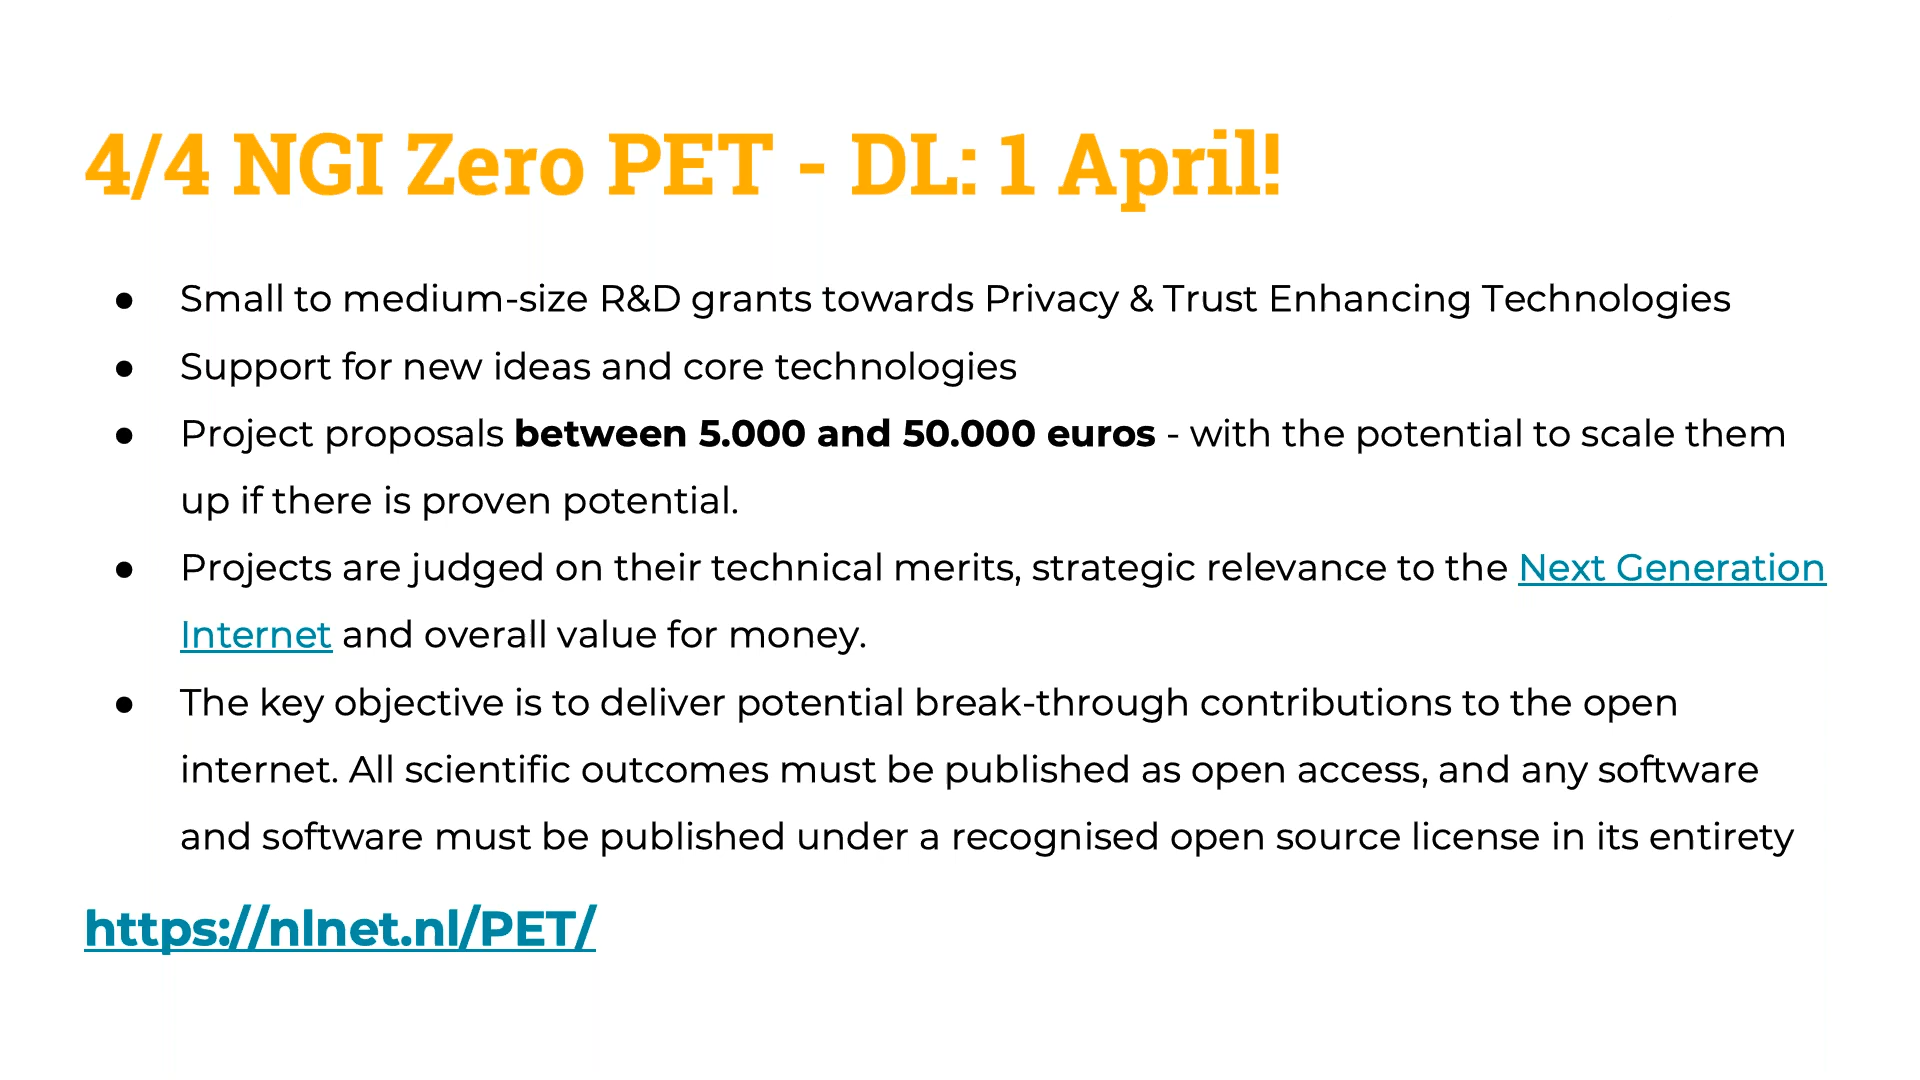 4/4 NGI Zero PET - DL: 1 April!
● Small to medium-size R&D grants towards Privacy & Trust Enhancing Technologies
● Support for new ideas and core technologies
● Project proposals between 5.000 and 50.000 euros - with the potential to scale them
up if there is proven potential.
● Projects are judged on their technical merits, strategic relevance to the Next Generation
Internet and overall value for money.
● The key objective is to deliver potential break-through contributions to the open
internet. All scientific outcomes must be published as open access, and any software
and software must be published under a recognised open source license in its entirety
https://nlnet.nl/PET/